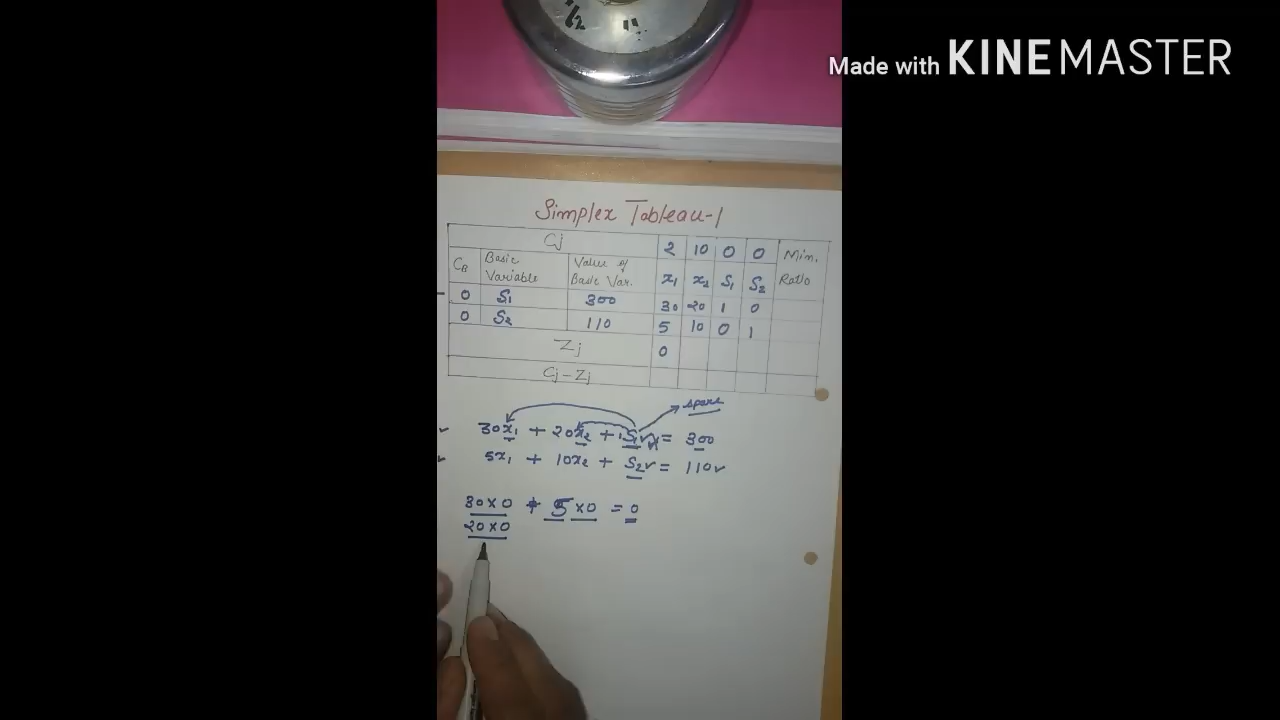 Made with KINEMASTER
Simplex Tableau-1
Cj 2 10 0 0 Min. Ratio
CB Basic Variable Value of Basic Var. x₁ x₂ S₁ S₂
0 S₁ 300 30 20 1 0
0 S₂ 110 5 10 0 1
Zj 0
Cj - Zj
spare
30x₁ + 20x₂ + 1S₁ = 300
5x₁ + 10x₂ + S₂ = 110
30×0 + 5×0 = 0
20×0